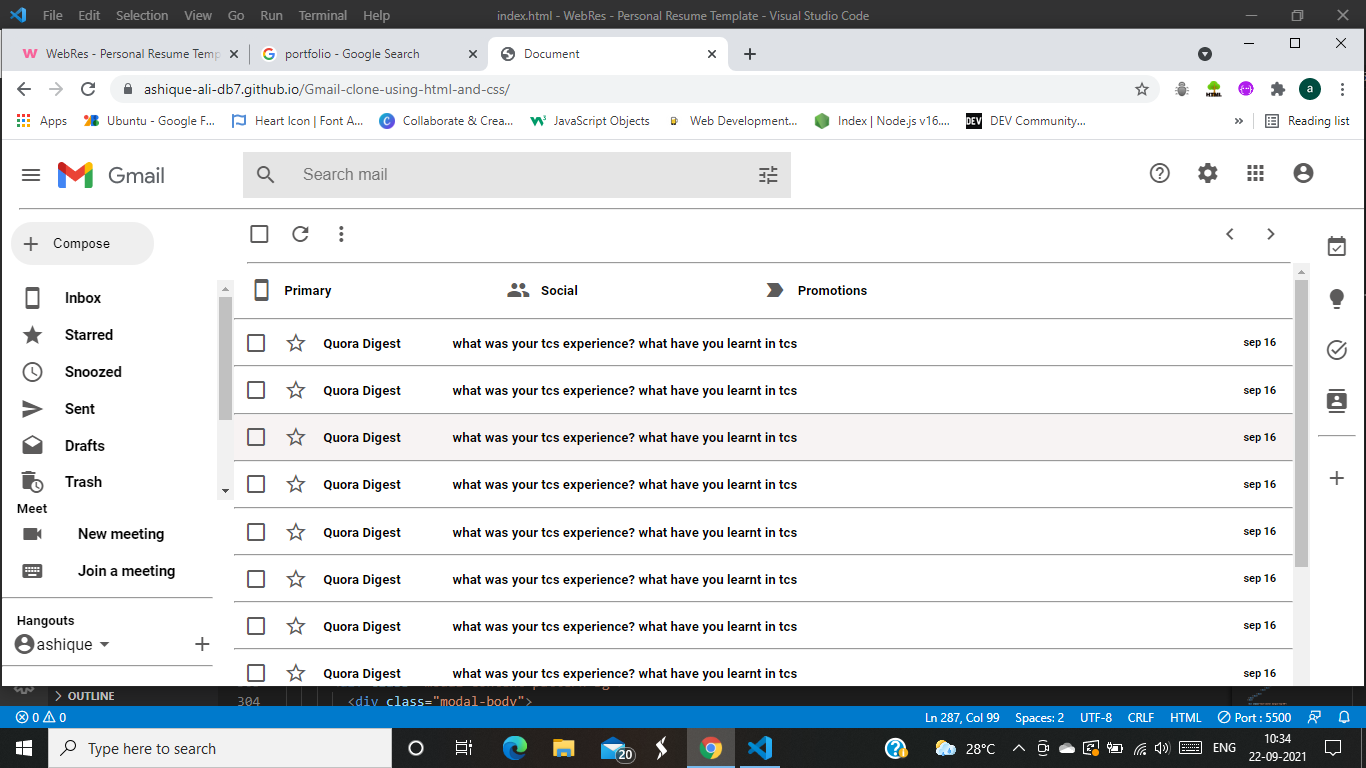 File Edit Selection View Go Run Terminal Help index.html - WebRes - Personal Resume Template - Visual Studio Code
WebRes - Personal Resume Temp portfolio - Google Search Document
ashique-ali-db7.github.io/Gmail-clone-using-html-and-css/ a
Apps Ubuntu - Google F... Heart Icon | Font A... Collaborate & Crea... JavaScript Objects Web Development... Index | Node.js v16.... DEV DEV Community... » Reading list
Gmail Search mail
Compose
Primary Social Promotions
Inbox
Starred
Snoozed
Sent
Drafts
Trash
Meet
New meeting
Join a meeting
Hangouts
ashique
Quora Digest what was your tcs experience? what have you learnt in tcs sep 16
Quora Digest what was your tcs experience? what have you learnt in tcs sep 16
Quora Digest what was your tcs experience? what have you learnt in tcs sep 16
Quora Digest what was your tcs experience? what have you learnt in tcs sep 16
Quora Digest what was your tcs experience? what have you learnt in tcs sep 16
Quora Digest what was your tcs experience? what have you learnt in tcs sep 16
Quora Digest what was your tcs experience? what have you learnt in tcs sep 16
Quora Digest what was your tcs experience? what have you learnt in tcs sep 16
OUTLINE 304 <div class="modal-body">
0 0 Ln 287, Col 99 Spaces: 2 UTF-8 CRLF HTML Port : 5500
Type here to search 20 28°C ENG 10:34
22-09-2021